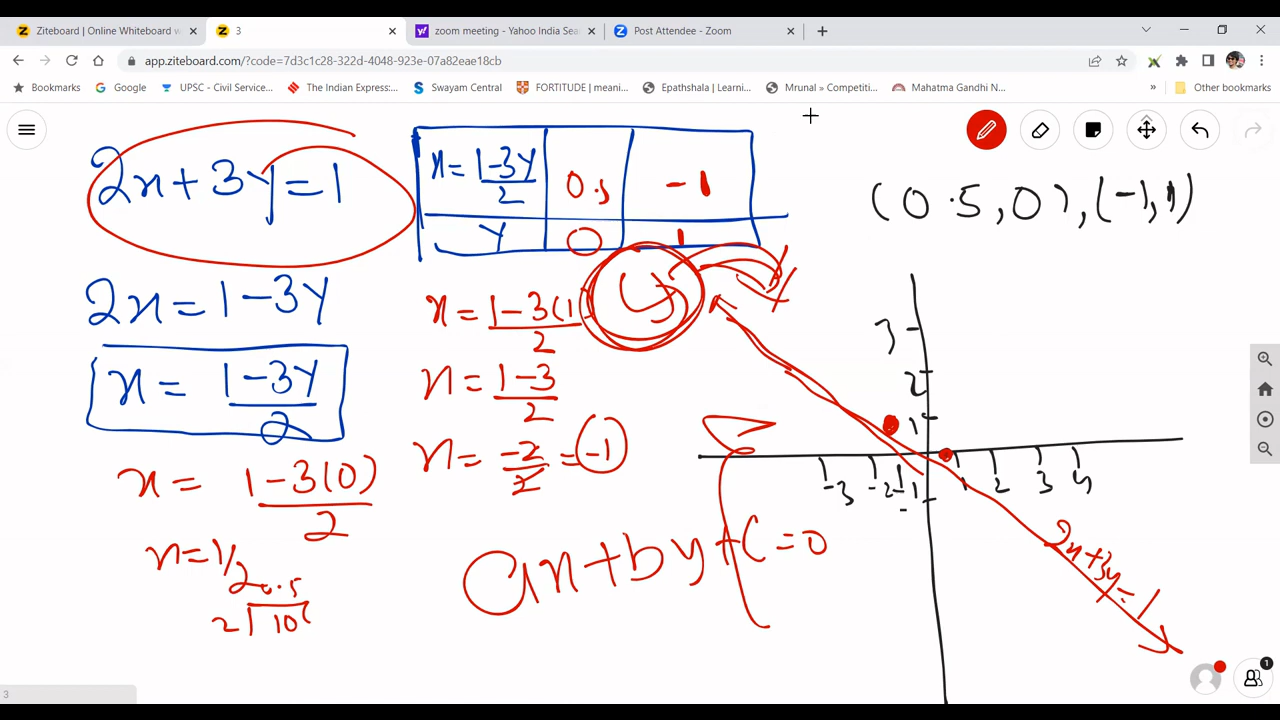 Ziteboard | Online Whiteboard w
3
zoom meeting - Yahoo India Sea
Post Attendee - Zoom
app.ziteboard.com/?code=7d3c1c28-322d-4048-923e-07a82eae18cb
Bookmarks
Google
UPSC - Civil Service...
The Indian Express:...
Swayam Central
FORTITUDE | meani...
Epathshala | Learni...
Mrunal » Competiti...
Mahatma Gandhi N...
»
Other bookmarks
2x+3y=1
2x=1-3y
x=1-3y/2
x=1-3(0)/2
x=1/2
0.5
2 10
x=1-3y/2 0.5 -1
y 0 1
x=1-3(1)/2
x=1-3/2
x=-2/2=-1
ax+by+c=0
(0.5,0),(-1,1)
3
2
1
-3 -2 -1 1 2 3 4
2x+3y=1
3
1